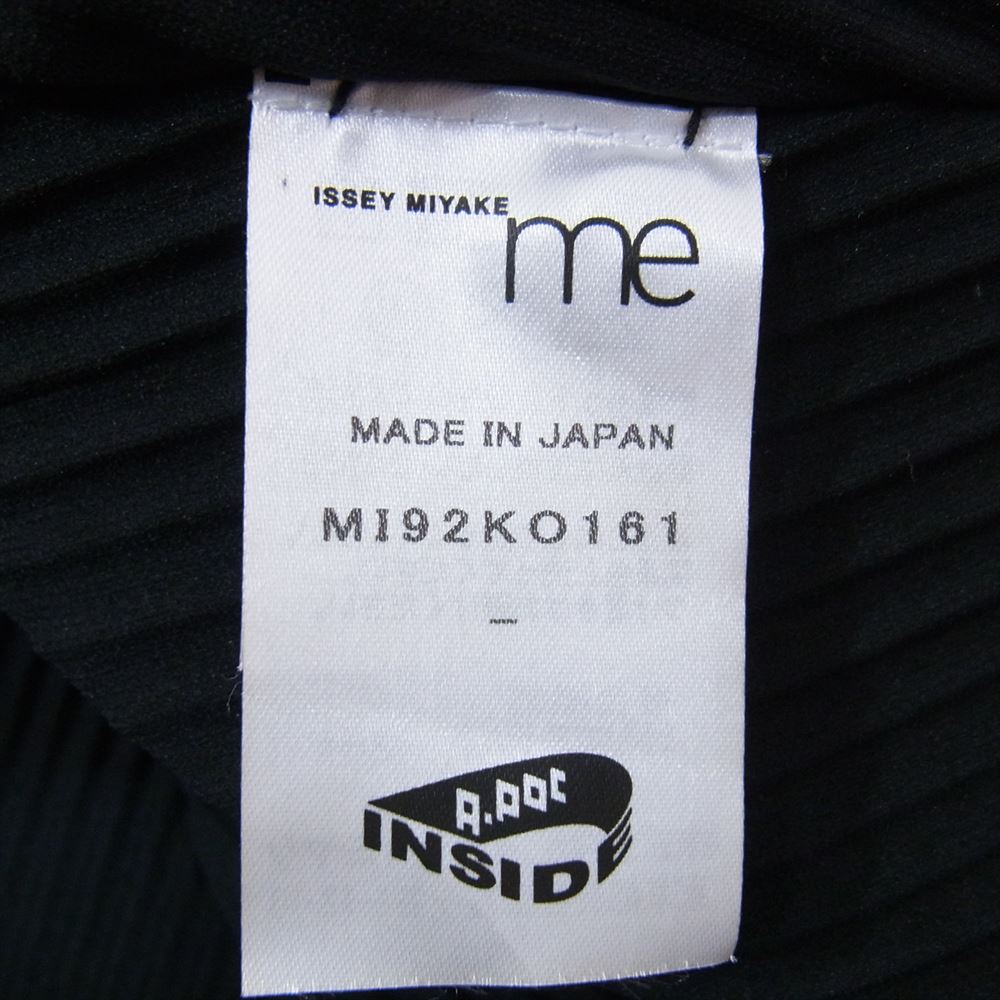 ISSEY MIYAKE
me
MADE IN JAPAN
MI92KO161
A.POC
INSIDE